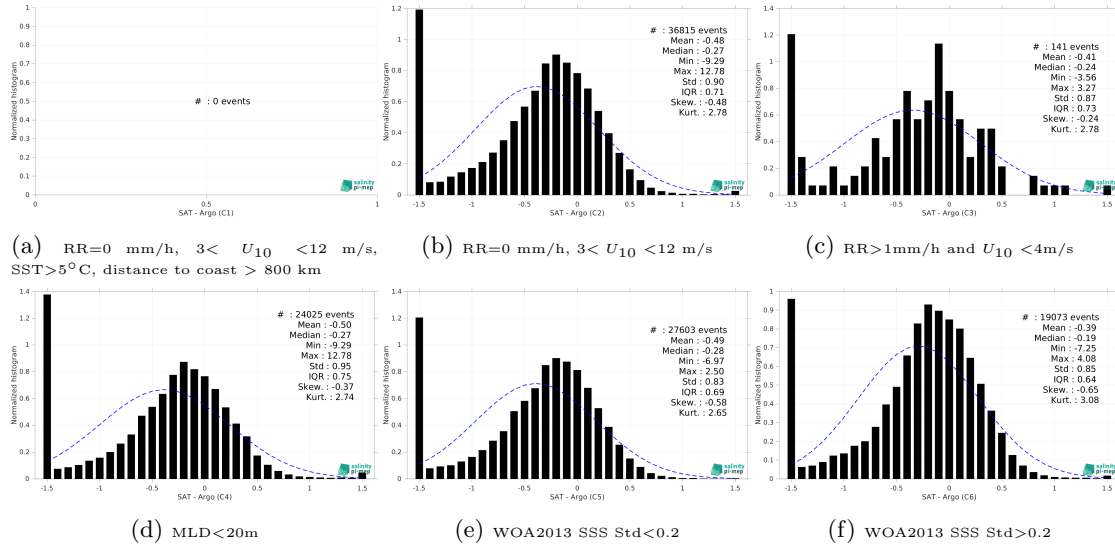 1
0.9
0.8
0.7
0.6
0.5
0.4
0.3
0.2
0.1
0
Normalized histogram
# : 0 events
salinity
pi-mep
0 0.5 1
SAT - Argo (C1)
(a) RR=0 mm/h, 3< U10 <12 m/s,
SST>5°C, distance to coast > 800 km
1.2
1
0.8
0.6
0.4
0.2
0
Normalized histogram
# : 36815 events
Mean : -0.48
Median : -0.27
Min : -9.29
Max : 12.78
Std : 0.90
IQR : 0.71
Skew. : -0.48
Kurt. : 2.78
salinity
pi-mep
-1.5 -1 -0.5 0 0.5 1 1.5
SAT - Argo (C2)
(b) RR=0 mm/h, 3< U10 <12 m/s
1.4
1.2
1
0.8
0.6
0.4
0.2
0
Normalized histogram
# : 141 events
Mean : -0.41
Median : -0.24
Min : -3.56
Max : 3.27
Std : 0.87
IQR : 0.73
Skew. : -0.24
Kurt. : 2.78
salinity
pi-mep
-1.5 -1 -0.5 0 0.5 1 1.5
SAT - Argo (C3)
(c) RR>1mm/h and U10 <4m/s
1.4
1.2
1
0.8
0.6
0.4
0.2
0
Normalized histogram
# : 24025 events
Mean : -0.50
Median : -0.27
Min : -9.29
Max : 12.78
Std : 0.95
IQR : 0.75
Skew. : -0.37
Kurt. : 2.74
salinity
pi-mep
-1.5 -1 -0.5 0 0.5 1 1.5
SAT - Argo (C4)
(d) MLD<20m
1.4
1.2
1
0.8
0.6
0.4
0.2
0
Normalized histogram
# : 27603 events
Mean : -0.49
Median : -0.28
Min : -6.97
Max : 2.50
Std : 0.83
IQR : 0.69
Skew. : -0.58
Kurt. : 2.65
salinity
pi-mep
-1.5 -1 -0.5 0 0.5 1 1.5
SAT - Argo (C5)
(e) WOA2013 SSS Std<0.2
1
0.9
0.8
0.7
0.6
0.5
0.4
0.3
0.2
0.1
0
Normalized histogram
# : 19073 events
Mean : -0.39
Median : -0.19
Min : -7.25
Max : 4.08
Std : 0.85
IQR : 0.64
Skew. : -0.65
Kurt. : 3.08
salinity
pi-mep
-1.5 -1 -0.5 0 0.5 1 1.5
SAT - Argo (C6)
(f) WOA2013 SSS Std>0.2